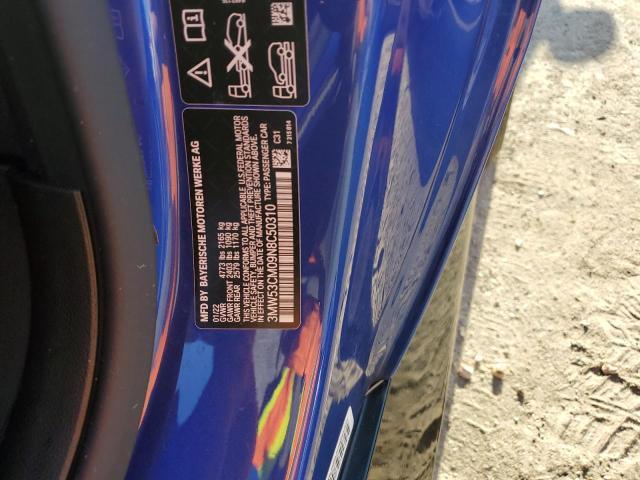 MFD BY BAYERISCHE MOTOREN WERKE AG
01/22
GVWR 4773 lbs 2165 kg
GAWR FRONT 2403 lbs 1090 kg
GAWR REAR 2579 lbs 1170 kg
THIS VEHICLE CONFORMS TO ALL APPLICABLE U.S. FEDERAL MOTOR
VEHICLE SAFETY, BUMPER AND THEFT PREVENTION STANDARDS
IN EFFECT ON THE DATE OF MANUFACTURE SHOWN ABOVE.
3MW53CM09N8C50310 TYPE: PASSENGER CAR
C31